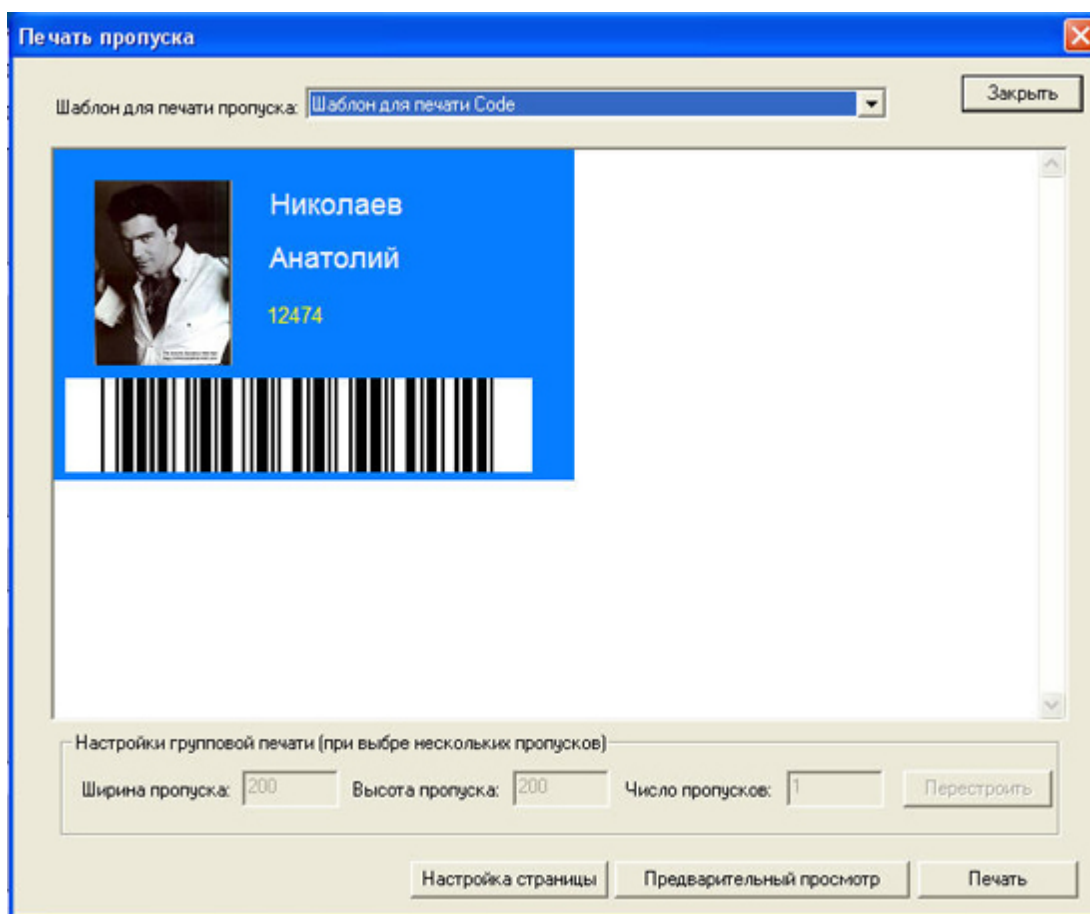 Печать пропуска
Шаблон для печати пропуска: Шаблон для печати Code
Закрыть
Николаев
Анатолий
12474
Настройки групповой печати (при выбре нескольких пропусков)
Ширина пропуска: 200 Высота пропуска: 200 Число пропусков: 1 Перестроить
Настройка страницы Предварительный просмотр Печать